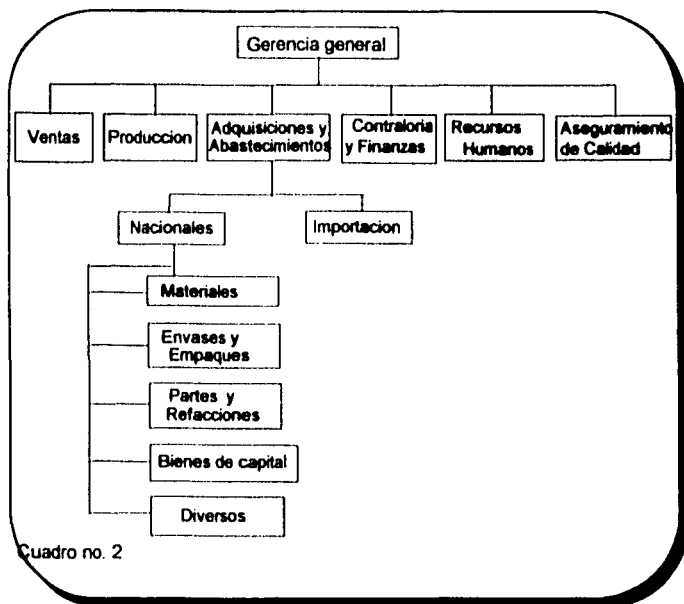 Gerencia general
Ventas
Produccion
Adquisiciones y
Abastecimientos
Contraloria
y Finanzas
Recursos
Humanos
Aseguramiento
de Calidad
Nacionales
Importacion
Materiales
Envases y
Empaques
Partes y
Refacciones
Bienes de capital
Diversos
Cuadro no. 2